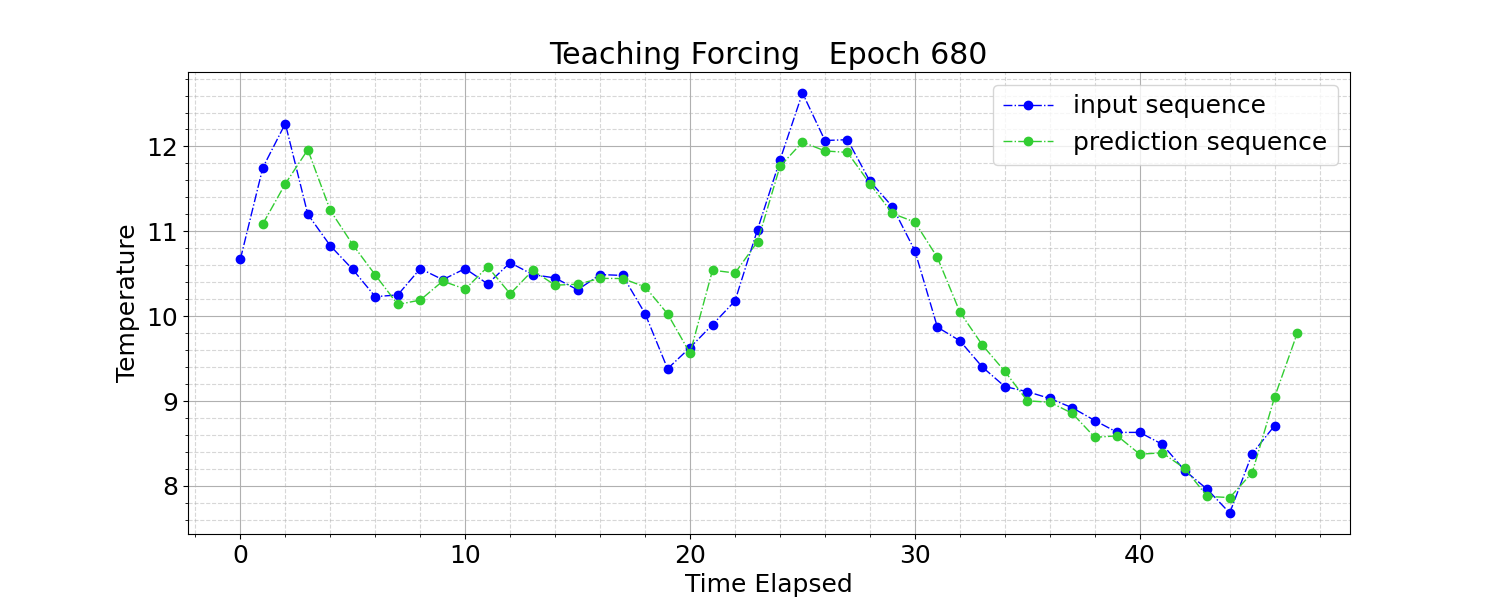 Teaching Forcing   Epoch 680
input sequence
prediction sequence
Temperature
12
11
10
9
8
0 10 20 30 40
Time Elapsed